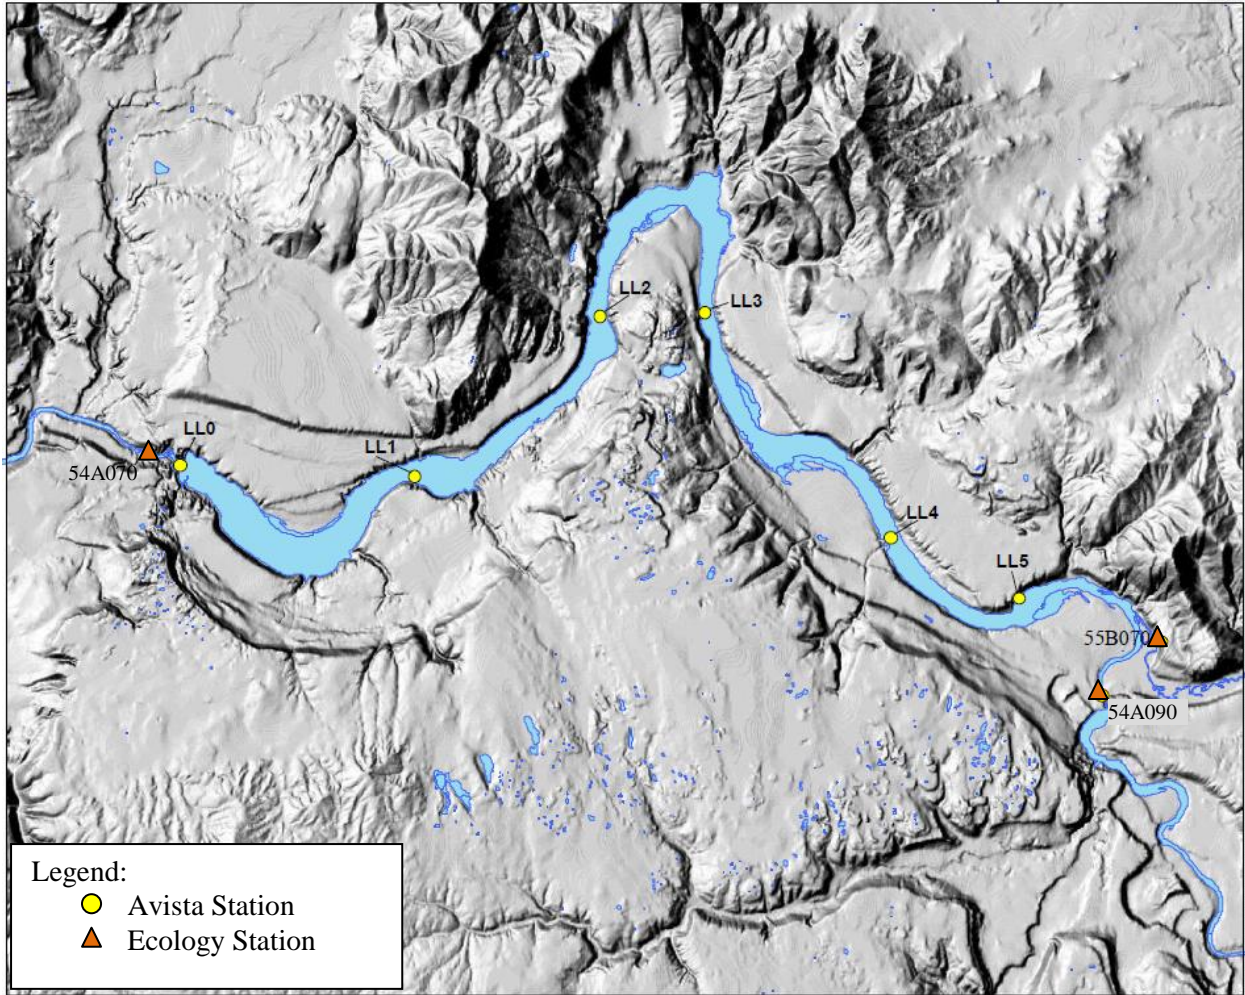 LL2
LL3
LL0
LL1
54A070
LL4
LL5
55B070
54A090
Legend:
Avista Station
Ecology Station